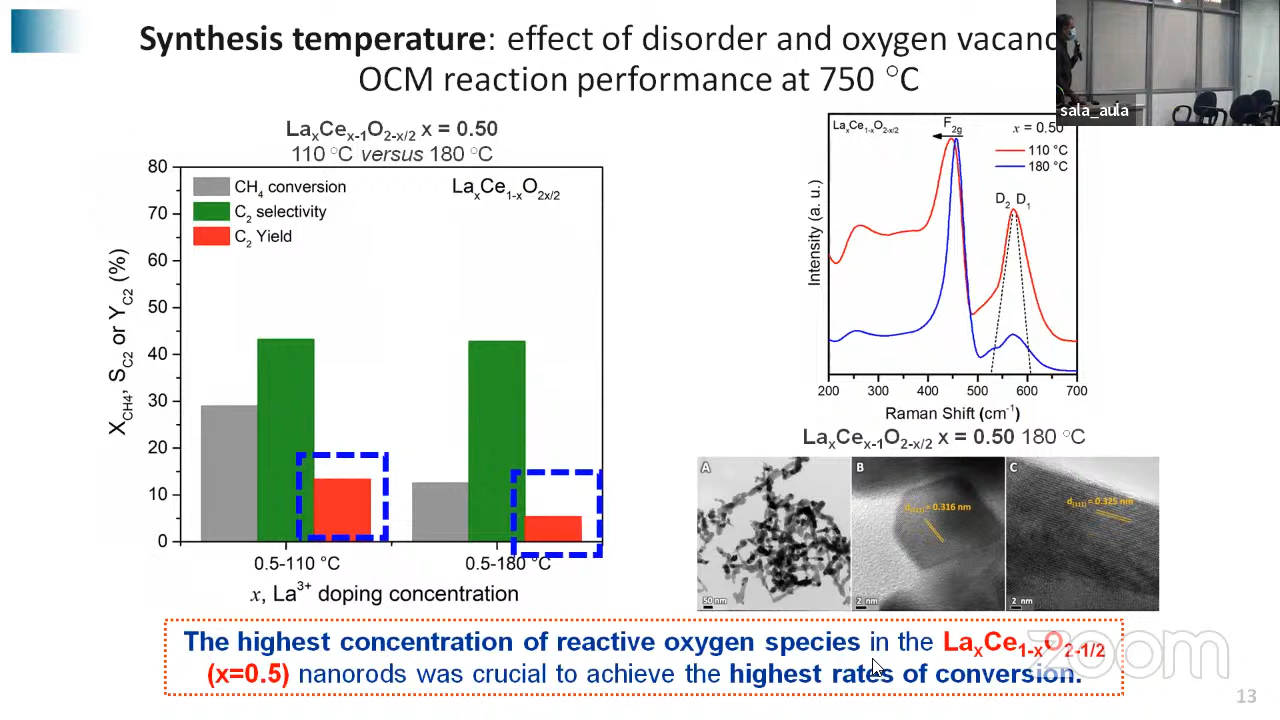 Synthesis temperature: effect of disorder and oxygen vacanc
OCM reaction performance at 750 °C
sala_aula
LaxCex-1O2-x/2 x = 0.50
110 °C versus 180 °C
80
70
60
50
40
30
20
10
0
XCH4, SC2 or YC2 (%)
CH4 conversion
C2 selectivity
C2 Yield
LaxCe1-xO2x/2
0.5-110 °C
0.5-180 °C
x, La3+ doping concentration
LaxCe1-xO2-x/2
F2g
x = 0.50
110 °C
180 °C
D2 D1
Intensity (a. u.)
200 300 400 500 600 700
Raman Shift (cm-1)
LaxCex-1O2-x/2 x = 0.50 180 °C
A
50 nm
B
d(111) = 0.316 nm
2 nm
C
d(111) = 0.325 nm
2 nm
The highest concentration of reactive oxygen species in the LaxCe1-xO2-1/2
(x=0.5) nanorods was crucial to achieve the highest rates of conversion.
zoom
13